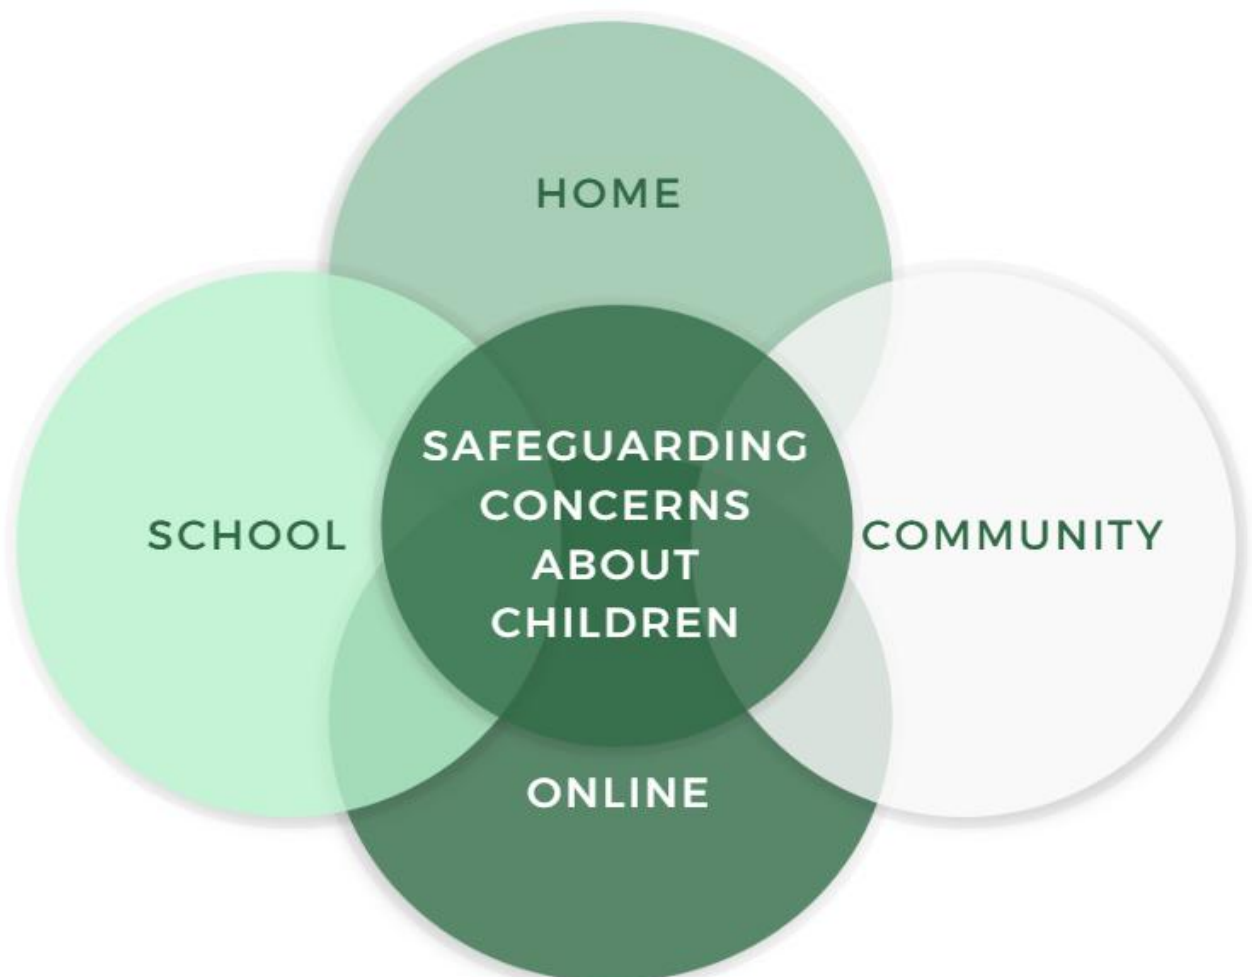 HOME
SCHOOL
SAFEGUARDING
CONCERNS
ABOUT
CHILDREN
COMMUNITY
ONLINE